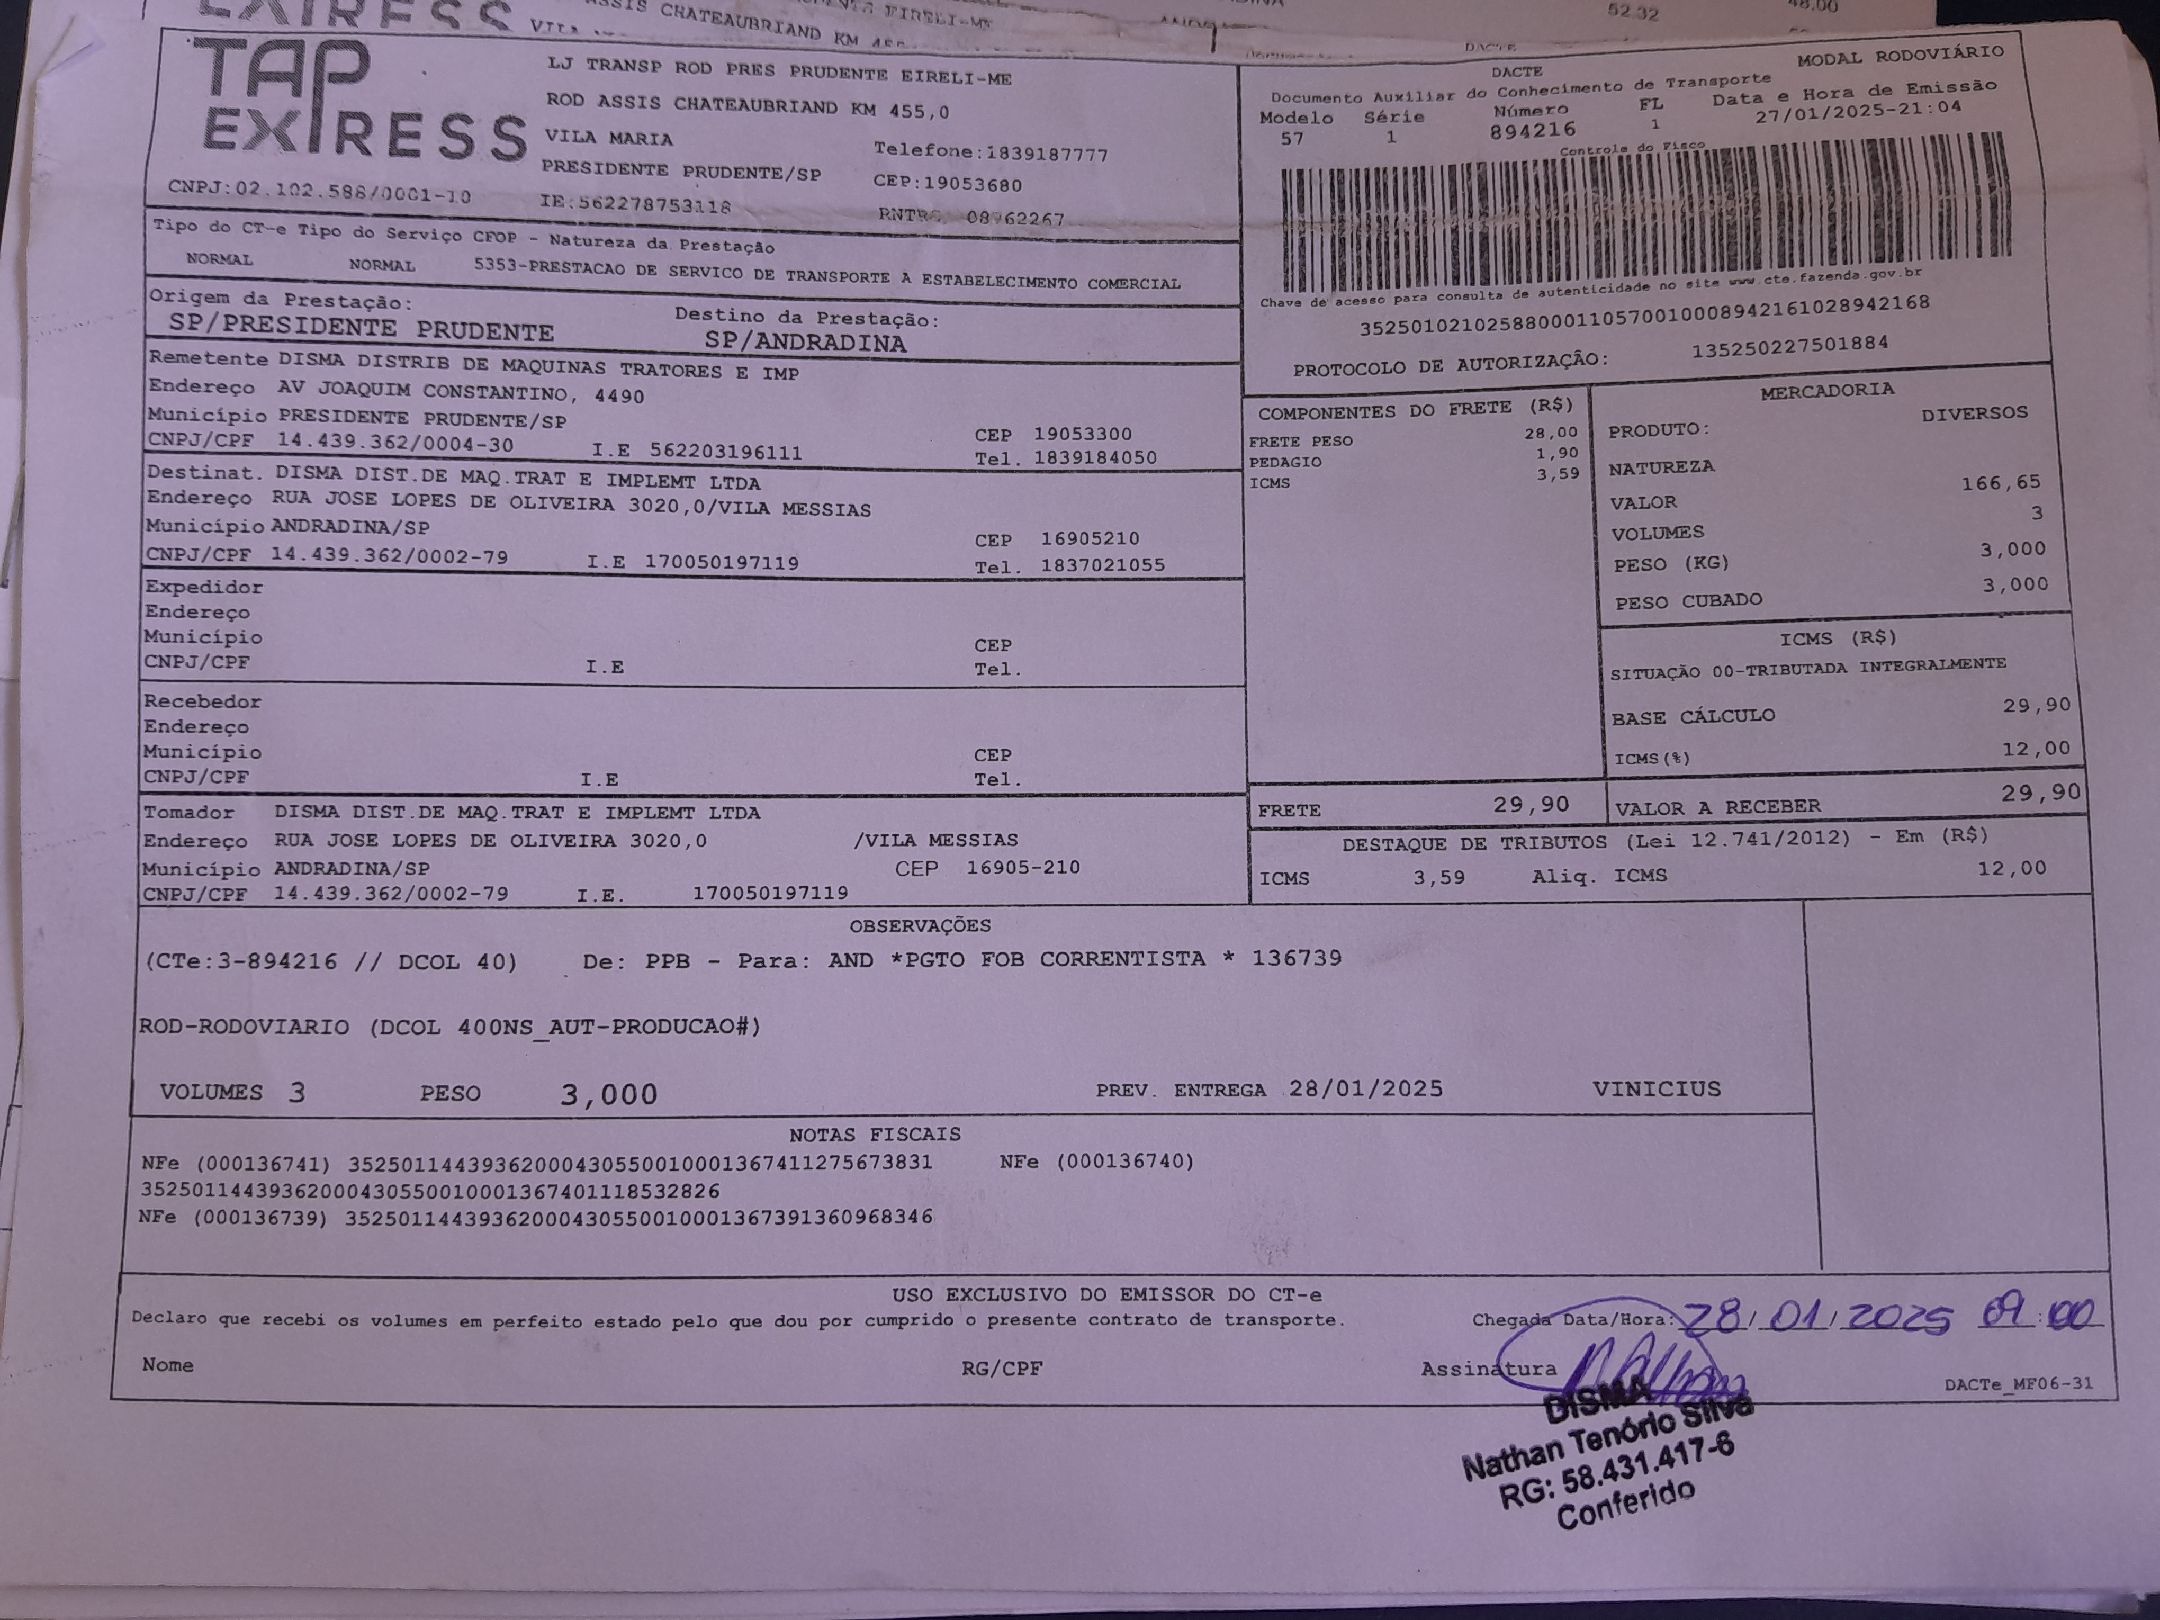 ASSIS CHATEAUBRIAND KM
52.32
48,00
TAP EXPRESS
LJ TRANSP ROD PRES PRUDENTE EIRELI-ME
ROD ASSIS CHATEAUBRIAND KM 455,0
VILA MARIA
Telefone:1839187777
PRESIDENTE PRUDENTE/SP
CEP:19053680
CNPJ:02.102.588/0001-10
IE:562278753118
DACTE
MODAL RODOVIÁRIO
Documento Auxiliar do Conhecimento de Transporte
Modelo Série Número FL Data e Hora de Emissão
57 1 894216 1 27/01/2025-21:04
Controle do Fisco
Chave de acesso para consulta de autenticidade no site www.cte.fazenda.gov.br
35250102102588000110570010008942161028942168
PROTOCOLO DE AUTORIZAÇÃO: 135250227501884
Tipo do CT-e Tipo do Serviço CFOP - Natureza da Prestação
NORMAL NORMAL 5353-PRESTACAO DE SERVICO DE TRANSPORTE A ESTABELECIMENTO COMERCIAL
Origem da Prestação: Destino da Prestação:
SP/PRESIDENTE PRUDENTE SP/ANDRADINA
Remetente DISMA DISTRIB DE MAQUINAS TRATORES E IMP
Endereço AV JOAQUIM CONSTANTINO, 4490
Município PRESIDENTE PRUDENTE/SP CEP 19053300
CNPJ/CPF 14.439.362/0004-30 I.E 562203196111 Tel. 1839184050
Destinat. DISMA DIST.DE MAQ.TRAT E IMPLEMT LTDA
Endereço RUA JOSE LOPES DE OLIVEIRA 3020,0/VILA MESSIAS
Município ANDRADINA/SP CEP 16905210
CNPJ/CPF 14.439.362/0002-79 I.E 170050197119 Tel. 1837021055
Expedidor
Endereço
Município CEP
CNPJ/CPF I.E Tel.
Recebedor
Endereço
Município CEP
CNPJ/CPF I.E Tel.
Tomador DISMA DIST.DE MAQ.TRAT E IMPLEMT LTDA
Endereço RUA JOSE LOPES DE OLIVEIRA 3020,0 /VILA MESSIAS
Município ANDRADINA/SP CEP 16905-210
CNPJ/CPF 14.439.362/0002-79 I.E. 170050197119
COMPONENTES DO FRETE (R$)
FRETE PESO 28,00
PEDAGIO 1,90
ICMS 3,59
MERCADORIA
PRODUTO: DIVERSOS
NATUREZA
VALOR 166,65
VOLUMES 3
PESO (KG) 3,000
PESO CUBADO 3,000
ICMS (R$)
SITUAÇÃO 00-TRIBUTADA INTEGRALMENTE
BASE CÁLCULO 29,90
ICMS(%) 12,00
FRETE 29,90 VALOR A RECEBER 29,90
DESTAQUE DE TRIBUTOS (Lei 12.741/2012) - Em (R$)
ICMS 3,59 Aliq. ICMS 12,00
OBSERVAÇÕES
(CTe:3-894216 // DCOL 40) De: PPB - Para: AND *PGTO FOB CORRENTISTA * 136739
ROD-RODOVIARIO (DCOL 400NS_AUT-PRODUCAO#)
VOLUMES 3 PESO 3,000 PREV. ENTREGA 28/01/2025 VINICIUS
NOTAS FISCAIS
NFe (000136741) 35250114439362000430550010001367411275673831 NFe (000136740)
35250114439362000430550010001367401118532826
NFe (000136739) 35250114439362000430550010001367391360968346
USO EXCLUSIVO DO EMISSOR DO CT-e
Declaro que recebi os volumes em perfeito estado pelo que dou por cumprido o presente contrato de transporte. Chegada Data/Hora: 28/01/2025 09:00
Nome RG/CPF Assinatura
DACTe_MF06-31
DISMA
Nathan Tenório Silva
RG: 58.431.417-6
Conferido